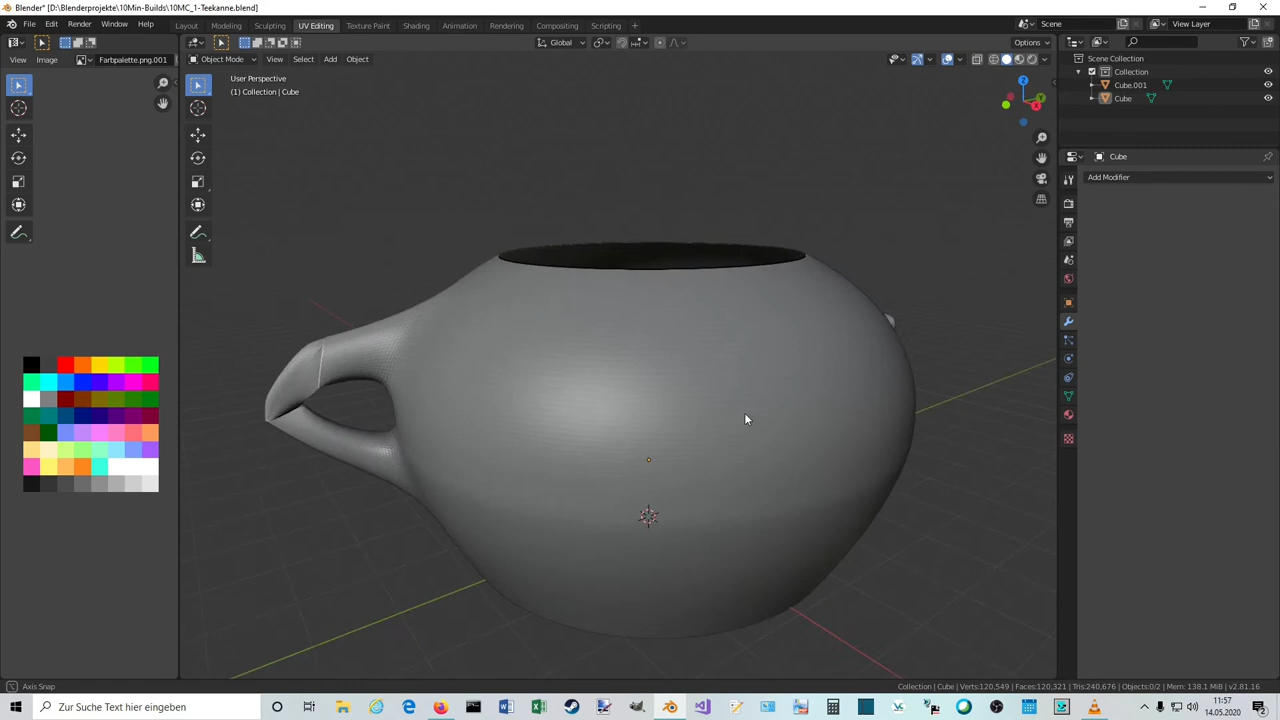 Blender* [D:\Blenderprojekte\10Min-Builds\10MC_1-Teekanne.blend]
File Edit Render Window Help Layout Modeling Sculpting UV Editing Texture Paint Shading Animation Rendering Compositing Scripting Scene View Layer
Global Options
View Image Farbpalette.png.001 Object Mode View Select Add Object
Scene Collection
Collection
Cube.001
Cube
User Perspective
(1) Collection | Cube
Z
Y
X
Cube
Add Modifier
Axis Snap Collection | Cube | Verts:120,549 | Faces:120,321 | Tris:240,676 | Objects:0/2 | Mem: 138.1 MiB | v2.81.16
Zur Suche hier eingeben
11:57
14.05.2020
2